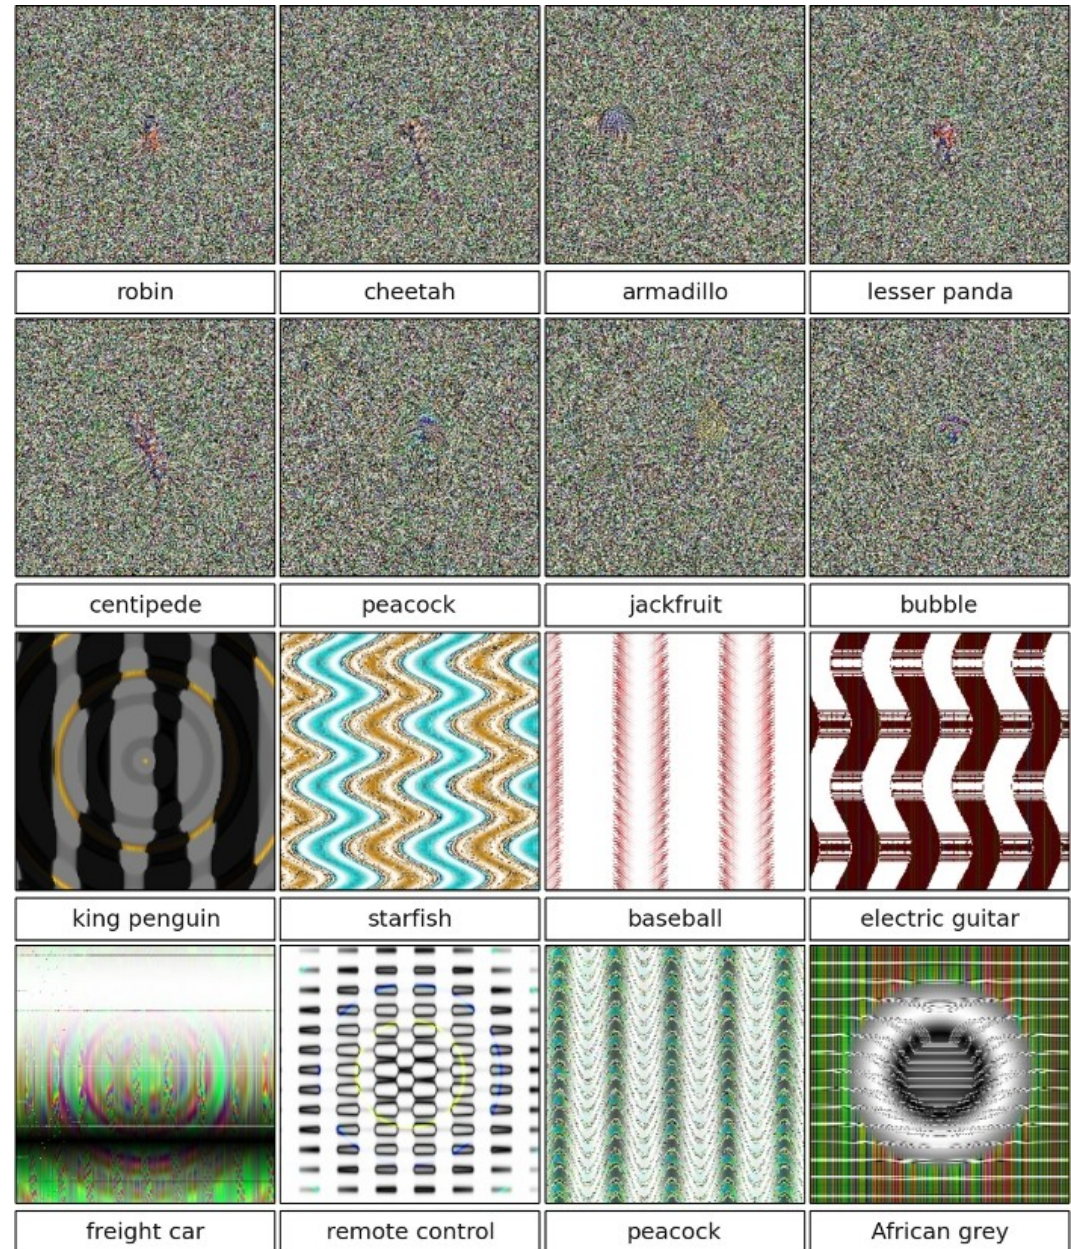 robin
cheetah
armadillo
lesser panda
centipede
peacock
jackfruit
bubble
king penguin
starfish
baseball
electric guitar
freight car
remote control
peacock
African grey